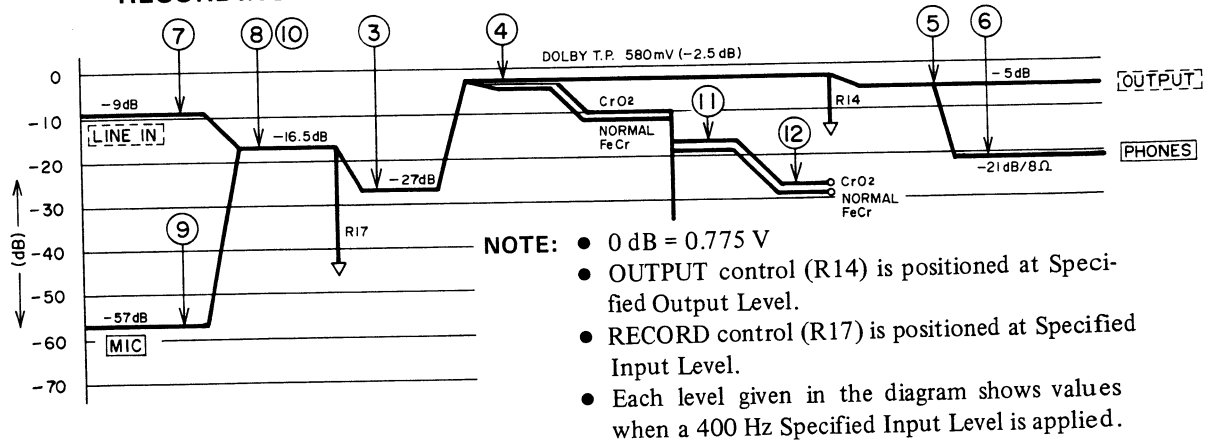 ⑦ ⑧ ⑩ ③ ④ ⑤ ⑥
DOLBY T.P. 580mV (−2.5 dB)
0
−5dB
OUTPUT
−9dB
R14
CrO2
−10
⑪
LINE IN
−16.5dB
NORMAL
FeCr
⑫
−20
PHONES
−21dB/8Ω
−27dB
CrO2
NORMAL
FeCr
−30
(dB)
⑨
R17
−40
−50
−57dB
−60
MIC
−70
NOTE: ● 0 dB = 0.775 V
● OUTPUT control (R14) is positioned at Speci-
fied Output Level.
● RECORD control (R17) is positioned at Specified
Input Level.
● Each level given in the diagram shows values
when a 400 Hz Specified Input Level is applied.